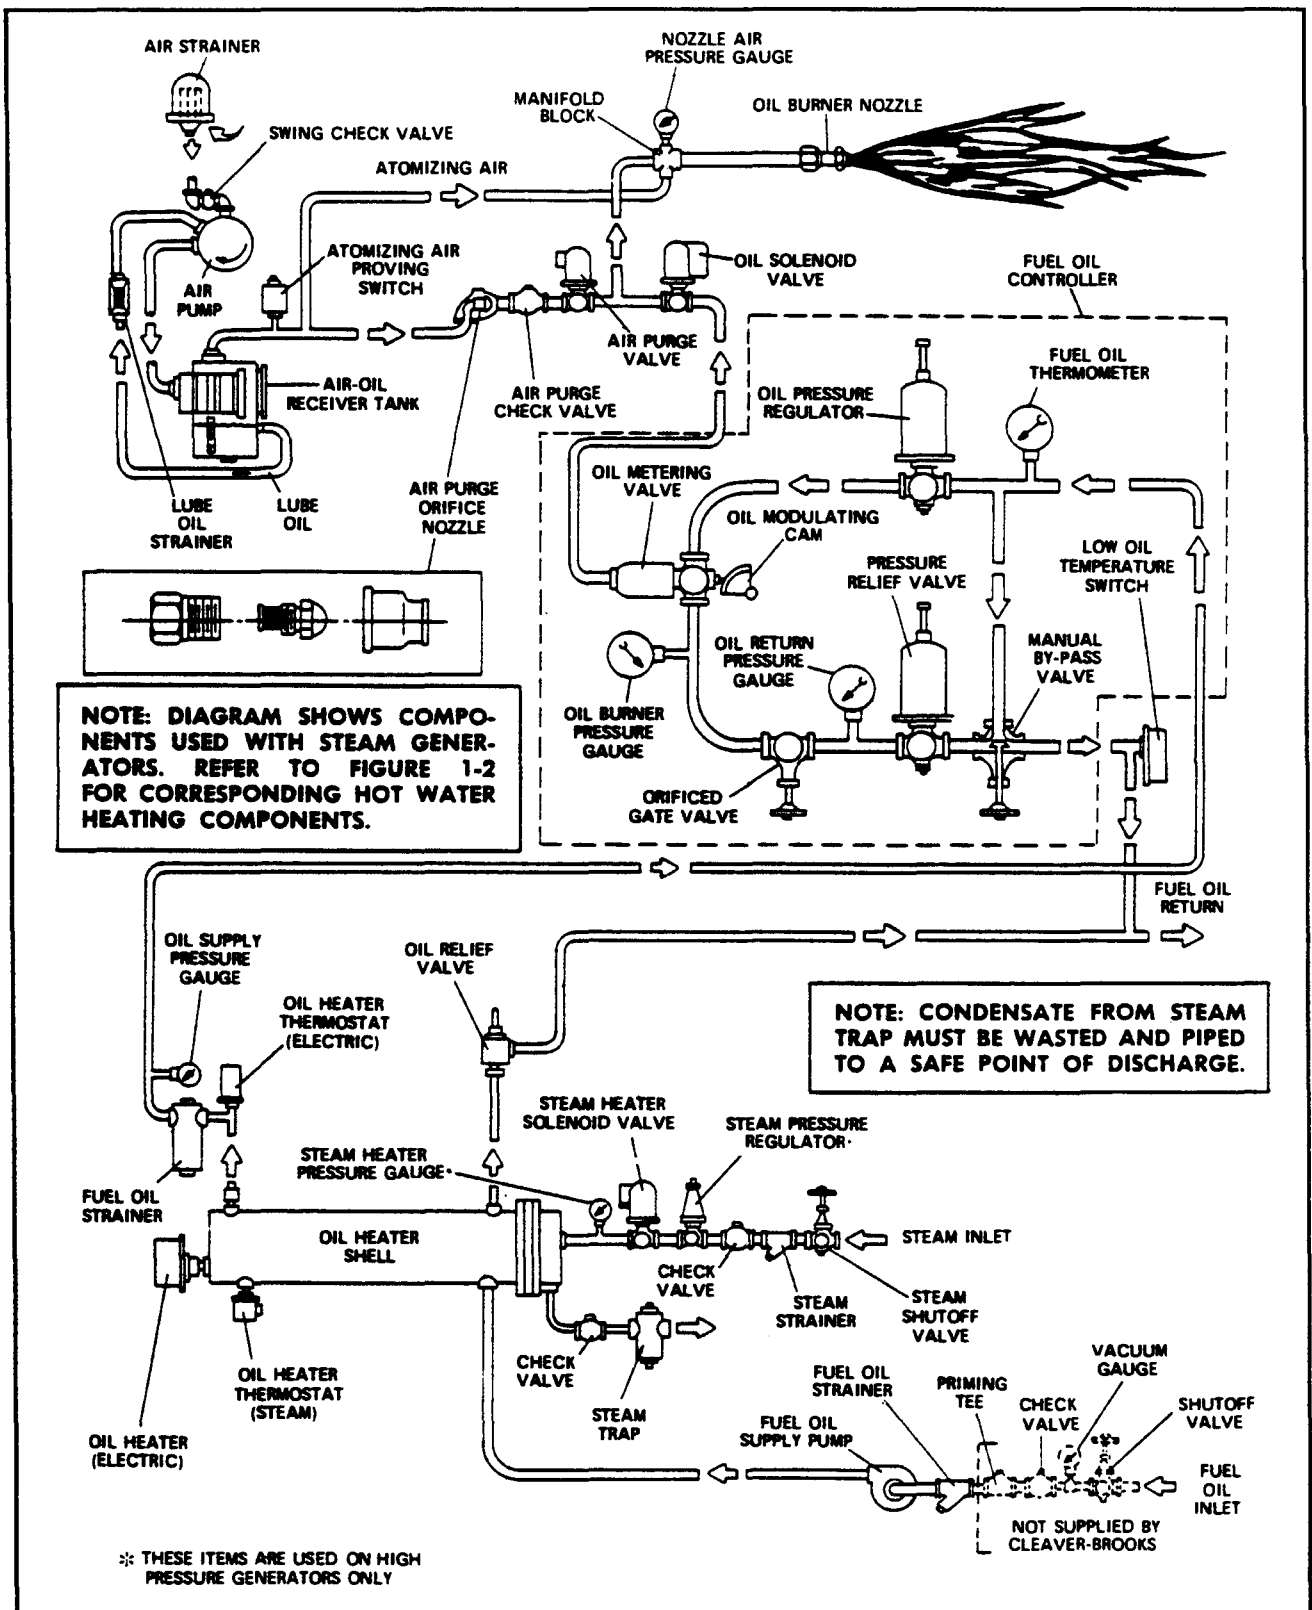 AIR STRAINER
NOZZLE AIR
PRESSURE GAUGE
MANIFOLD
BLOCK
OIL BURNER NOZZLE
SWING CHECK VALVE
ATOMIZING AIR
ATOMIZING AIR
PROVING
SWITCH
OIL SOLENOID
VALVE
FUEL OIL
CONTROLLER
AIR
PUMP
AIR PURGE
VALVE
FUEL OIL
THERMOMETER
AIR-OIL
RECEIVER TANK
AIR PURGE
CHECK VALVE
OIL PRESSURE
REGULATOR
LUBE
OIL
STRAINER
LUBE
OIL
AIR PURGE
ORIFICE
NOZZLE
OIL METERING
VALVE
OIL MODULATING
CAM
PRESSURE
RELIEF VALVE
LOW OIL
TEMPERATURE
SWITCH
OIL RETURN
PRESSURE
GAUGE
MANUAL
BY-PASS
VALVE
OIL BURNER
PRESSURE
GAUGE
ORIFICED
GATE VALVE
NOTE: DIAGRAM SHOWS COMPO-
NENTS USED WITH STEAM GENER-
ATORS. REFER TO FIGURE 1-2
FOR CORRESPONDING HOT WATER
HEATING COMPONENTS.
FUEL OIL
RETURN
OIL SUPPLY
PRESSURE
GAUGE
OIL RELIEF
VALVE
OIL HEATER
THERMOSTAT
(ELECTRIC)
NOTE: CONDENSATE FROM STEAM
TRAP MUST BE WASTED AND PIPED
TO A SAFE POINT OF DISCHARGE.
STEAM HEATER
SOLENOID VALVE
STEAM PRESSURE
REGULATOR*
STEAM HEATER
PRESSURE GAUGE*
FUEL OIL
STRAINER
OIL HEATER
SHELL
STEAM INLET
CHECK
VALVE
STEAM
STRAINER
STEAM
SHUTOFF
VALVE
CHECK
VALVE
STEAM
TRAP
OIL HEATER
THERMOSTAT
(STEAM)
OIL HEATER
(ELECTRIC)
FUEL OIL
STRAINER
PRIMING
TEE
VACUUM
GAUGE
CHECK
VALVE
SHUTOFF
VALVE
FUEL OIL
SUPPLY PUMP
FUEL
OIL
INLET
NOT SUPPLIED BY
CLEAVER-BROOKS
* THESE ITEMS ARE USED ON HIGH
PRESSURE GENERATORS ONLY